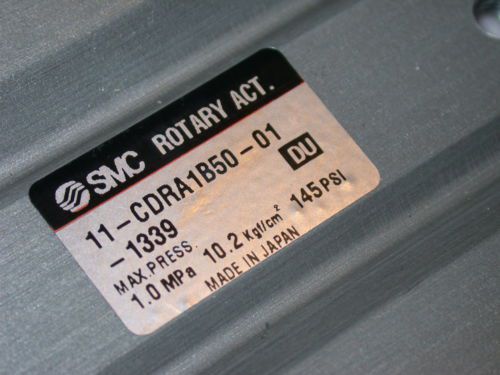 SMC ROTARY ACT.
11-CDRA1B50-01
-1339 DU
MAX.PRESS.
1.0 MPa 10.2 Kgf/cm² 145 PSI
MADE IN JAPAN